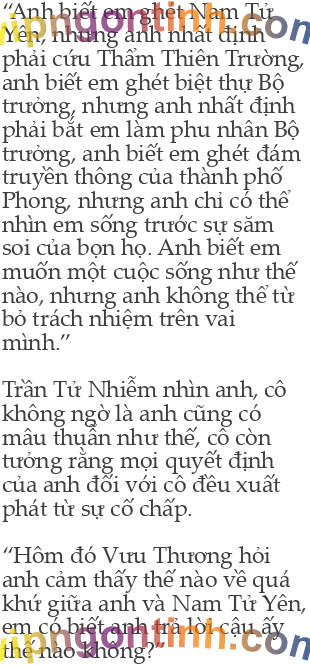 “Anh biết em ghét Nam Tử
Yên, nhưng anh nhất định
phải cứu Thẩm Thiên Trường,
anh biết em ghét biệt thự Bộ
trưởng, nhưng anh nhất định
phải bắt em làm phu nhân Bộ
trưởng, anh biết em ghét đám
truyền thông của thành phố
Phong, nhưng anh chỉ có thể
nhìn em sống trước sự săm
soi của bọn họ. Anh biết em
muốn một cuộc sống như thế
nào, nhưng anh không thể từ
bỏ trách nhiệm trên vai
mình.”
Trần Tử Nhiễm nhìn anh, cô
không ngờ là anh cũng có
mâu thuẫn như thế, cô còn
tưởng rằng mọi quyết định
của anh đối với cô đều xuất
phát từ sự cố chấp.
“Hôm đó Vưu Thương hỏi
anh cảm thấy thế nào về quá
khứ giữa anh và Nam Tử Yên,
em có biết anh trả lời cậu ấy
thế nào không?”
vipngontinh.com
vipngontinh.com